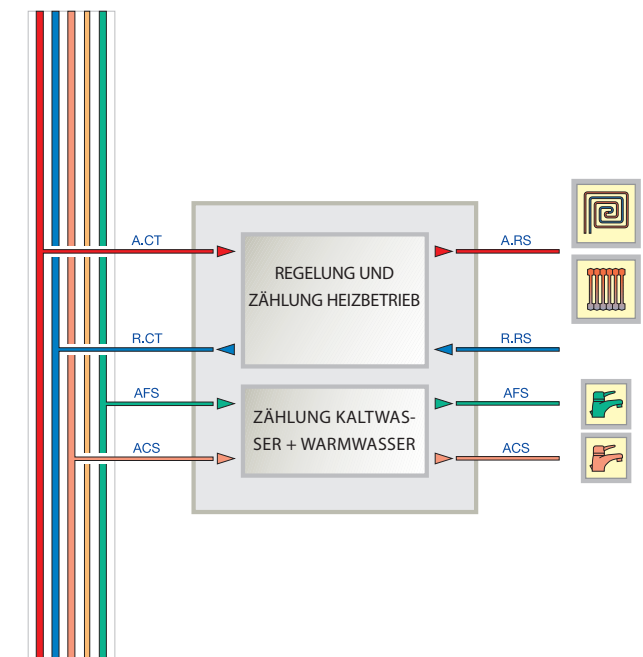 A.CT
A.RS
REGELUNG UND
ZÄHLUNG HEIZBETRIEB
R.CT
R.RS
AFS
AFS
ZÄHLUNG KALTWAS-
SER + WARMWASSER
ACS
ACS